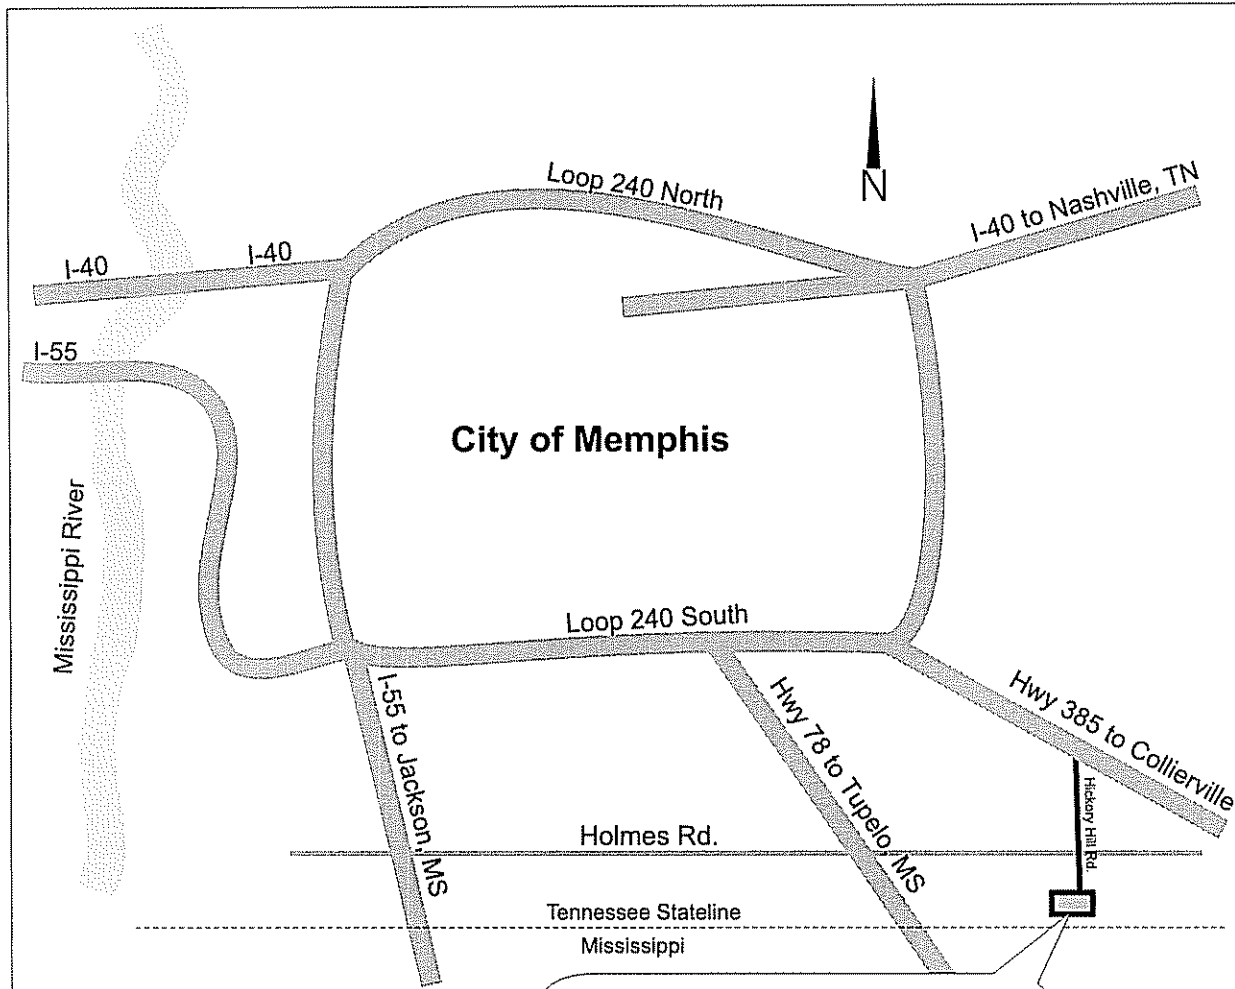 Loop 240 North
N
I-40 to Nashville, TN
I-40
I-40
I-55
City of Memphis
Mississippi River
Loop 240 South
I-55 to Jackson, MS
Hwy 78 to Tupelo, MS
Hwy 385 to Collierville
Hickory Hill Rd.
Holmes Rd.
Tennessee Stateline
Mississippi